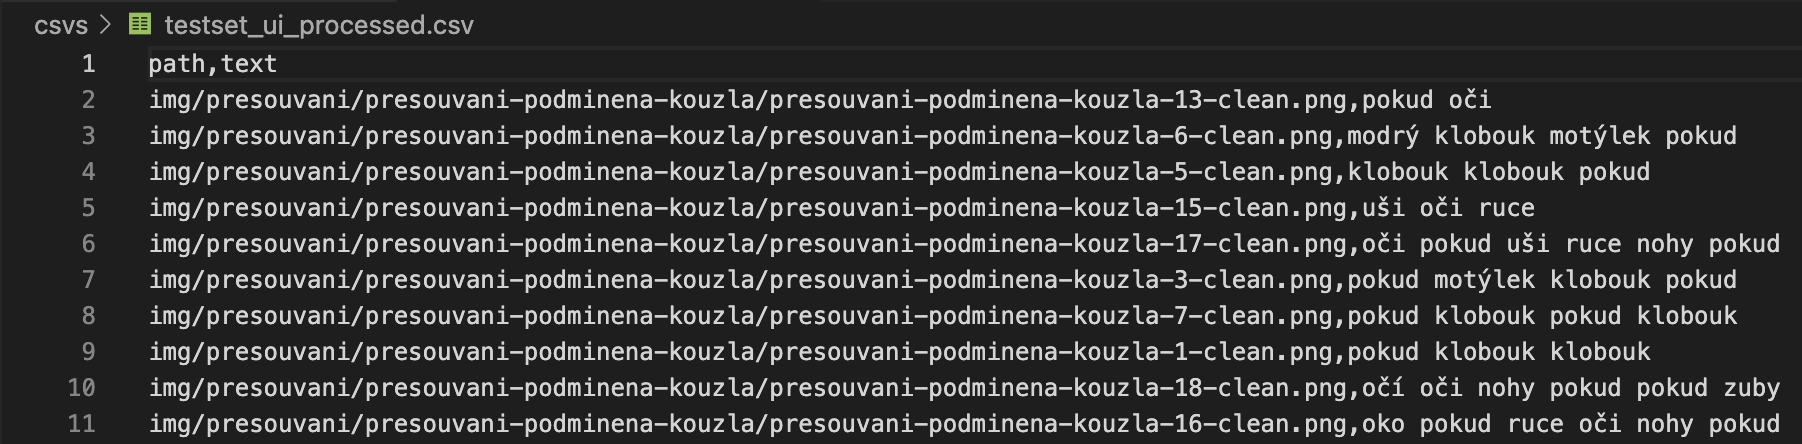 csvs > testset_ui_processed.csv
1 path,text
2 img/presouvani/presouvani-podminena-kouzla/presouvani-podminena-kouzla-13-clean.png,pokud oči
3 img/presouvani/presouvani-podminena-kouzla/presouvani-podminena-kouzla-6-clean.png,modrý klobouk motýlek pokud
4 img/presouvani/presouvani-podminena-kouzla/presouvani-podminena-kouzla-5-clean.png,klobouk klobouk pokud
5 img/presouvani/presouvani-podminena-kouzla/presouvani-podminena-kouzla-15-clean.png,uši oči ruce
6 img/presouvani/presouvani-podminena-kouzla/presouvani-podminena-kouzla-17-clean.png,oči pokud uši ruce nohy pokud
7 img/presouvani/presouvani-podminena-kouzla/presouvani-podminena-kouzla-3-clean.png,pokud motýlek klobouk pokud
8 img/presouvani/presouvani-podminena-kouzla/presouvani-podminena-kouzla-7-clean.png,pokud klobouk pokud klobouk
9 img/presouvani/presouvani-podminena-kouzla/presouvani-podminena-kouzla-1-clean.png,pokud klobouk klobouk
10 img/presouvani/presouvani-podminena-kouzla/presouvani-podminena-kouzla-18-clean.png,očí oči nohy pokud pokud zuby
11 img/presouvani/presouvani-podminena-kouzla/presouvani-podminena-kouzla-16-clean.png,oko pokud ruce oči nohy pokud